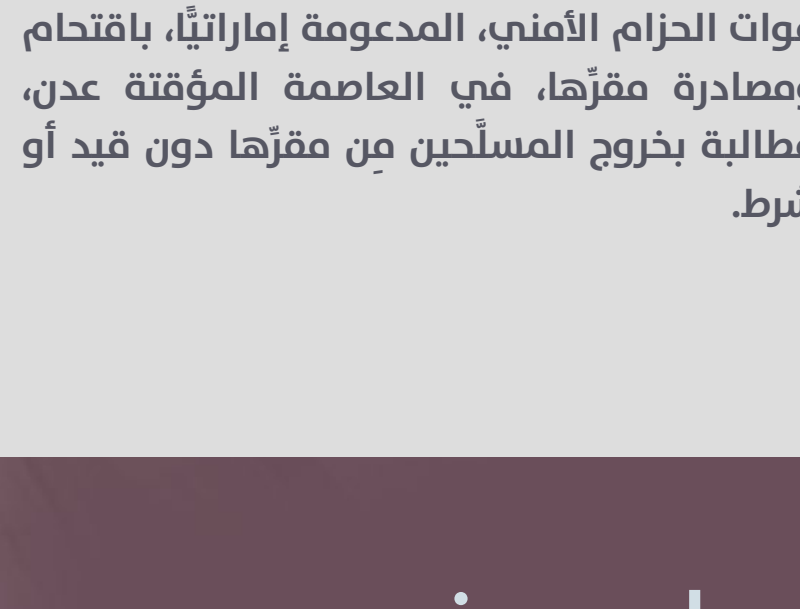 قوات الحزام الأمني، المدعومة إماراتيًّا، باقتحام
ومصادرة مقرِّها، في العاصمة المؤقتة عدن،
مطالبة بخروج المسلَّحين مِن مقرِّها دون قيد أو
شرط.